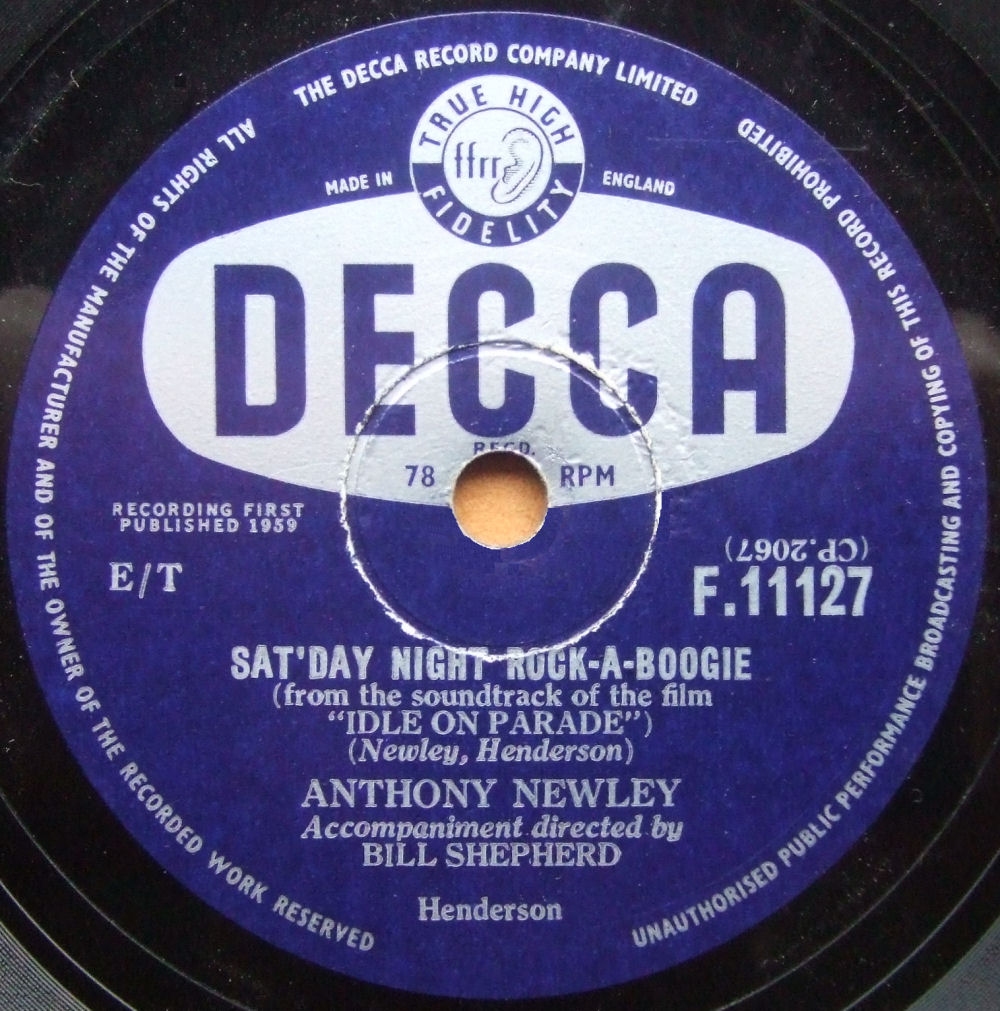 THE DECCA RECORD COMPANY LIMITED
ALL RIGHTS OF THE MANUFACTURER AND OF THE OWNER OF THE RECORDED WORK RESERVED
UNAUTHORISED PUBLIC PERFORMANCE BROADCASTING AND COPYING OF THIS RECORD PROHIBITED
TRUE HIGH
ffrr
FIDELITY
MADE IN ENGLAND
DECCA
REGD.
78 RPM
RECORDING FIRST
PUBLISHED 1959
E/T
(CP.2067)
F.11127
SAT'DAY NIGHT ROCK-A-BOOGIE
(from the soundtrack of the film
"IDLE ON PARADE")
(Newley, Henderson)
ANTHONY NEWLEY
Accompaniment directed by
BILL SHEPHERD
Henderson